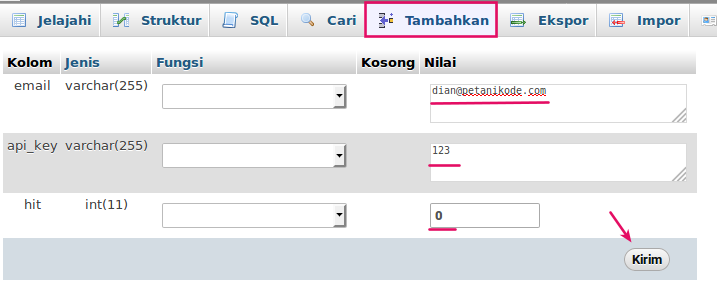 Jelajahi Struktur SQL Cari Tambahkan Ekspor Impor
Kolom Jenis Fungsi Kosong Nilai
email varchar(255) dian@petanikode.com
api_key varchar(255) 123
hit int(11) 0
Kirim